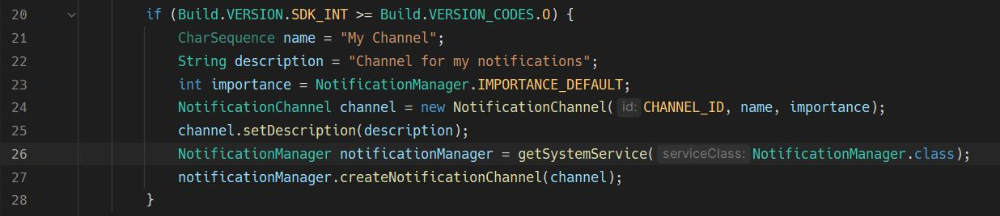 20 if (Build.VERSION.SDK_INT >= Build.VERSION_CODES.O) {
21 CharSequence name = "My Channel";
22 String description = "Channel for my notifications";
23 int importance = NotificationManager.IMPORTANCE_DEFAULT;
24 NotificationChannel channel = new NotificationChannel( id: CHANNEL_ID, name, importance);
25 channel.setDescription(description);
26 NotificationManager notificationManager = getSystemService( serviceClass: NotificationManager.class);
27 notificationManager.createNotificationChannel(channel);
28 }